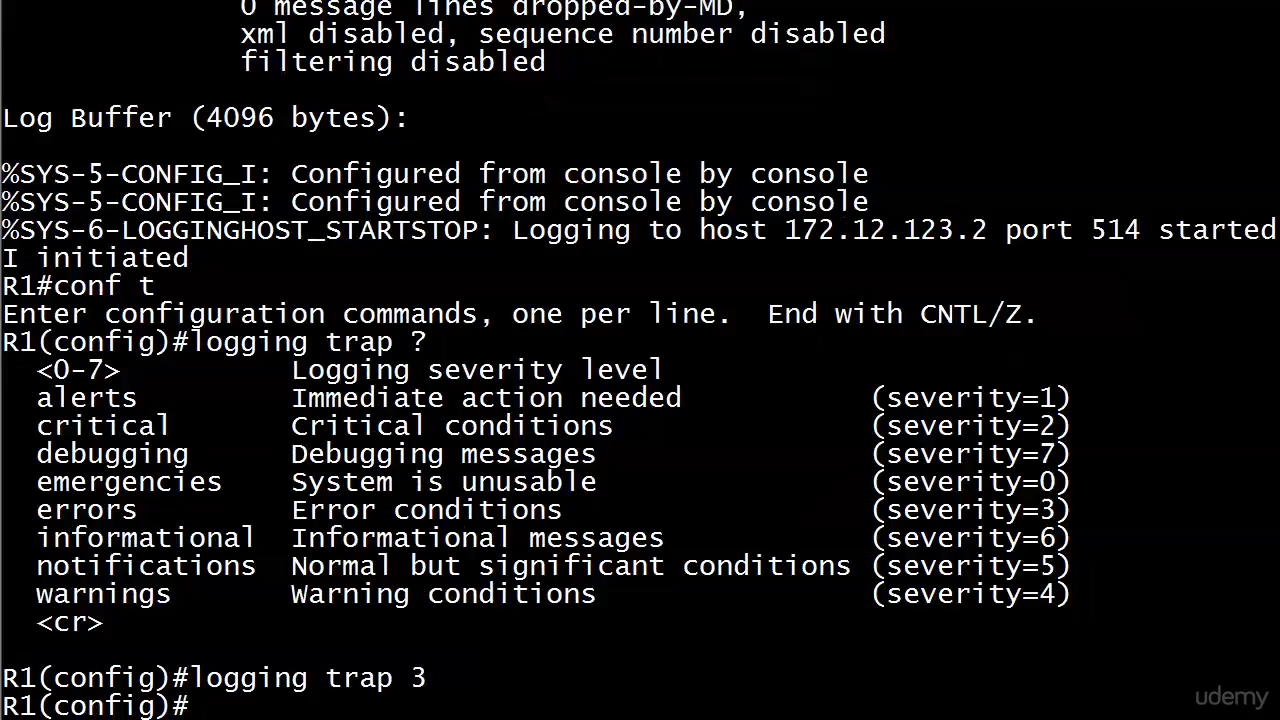 0 message lines dropped-by-MD,
xml disabled, sequence number disabled
filtering disabled
Log Buffer (4096 bytes):
%SYS-5-CONFIG_I: Configured from console by console
%SYS-5-CONFIG_I: Configured from console by console
%SYS-6-LOGGINGHOST_STARTSTOP: Logging to host 172.12.123.2 port 514 started
I initiated
R1#conf t
Enter configuration commands, one per line.  End with CNTL/Z.
R1(config)#logging trap ?
<0-7> Logging severity level
alerts Immediate action needed (severity=1)
critical Critical conditions (severity=2)
debugging Debugging messages (severity=7)
emergencies System is unusable (severity=0)
errors Error conditions (severity=3)
informational Informational messages (severity=6)
notifications Normal but significant conditions (severity=5)
warnings Warning conditions (severity=4)
<cr>
R1(config)#logging trap 3
R1(config)#
udemy